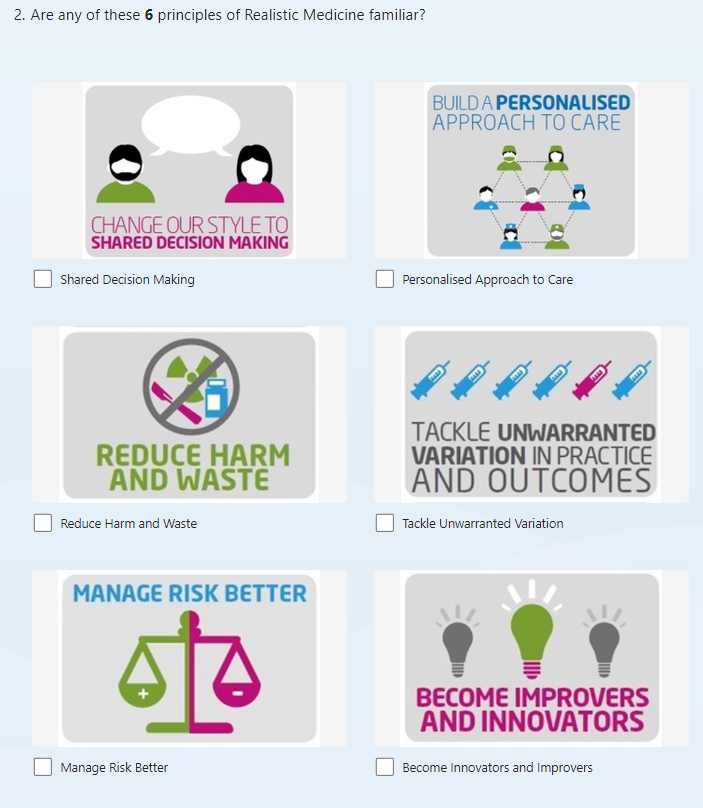 2. Are any of these 6 principles of Realistic Medicine familiar?
CHANGE OUR STYLE TO
SHARED DECISION MAKING
Shared Decision Making
BUILD A PERSONALISED
APPROACH TO CARE
Personalised Approach to Care
REDUCE HARM
AND WASTE
Reduce Harm and Waste
TACKLE UNWARRANTED
VARIATION IN PRACTICE
AND OUTCOMES
Tackle Unwarranted Variation
MANAGE RISK BETTER
+
-
Manage Risk Better
BECOME IMPROVERS
AND INNOVATORS
Become Innovators and Improvers